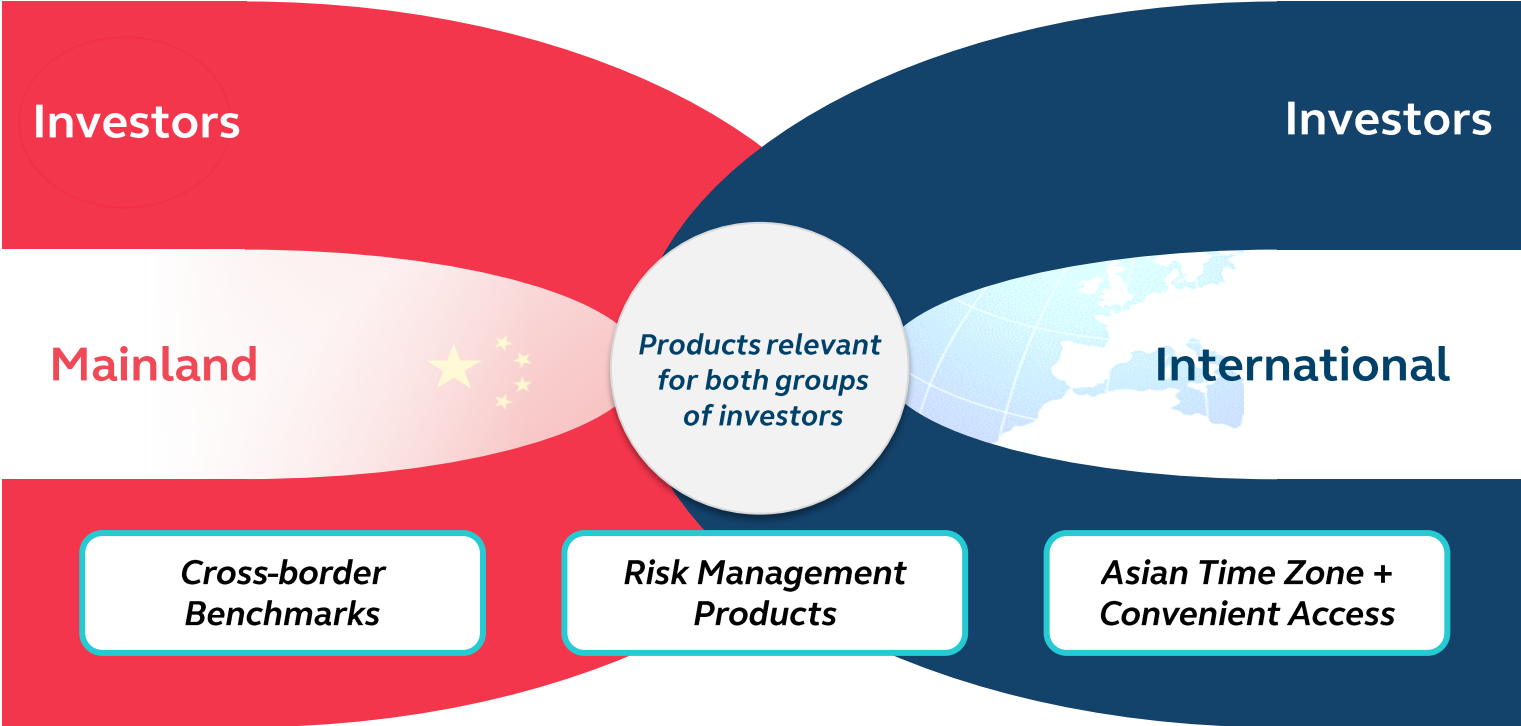 Investors
Investors
Mainland
Products relevant
for both groups
of investors
International
Cross-border
Benchmarks
Risk Management
Products
Asian Time Zone +
Convenient Access